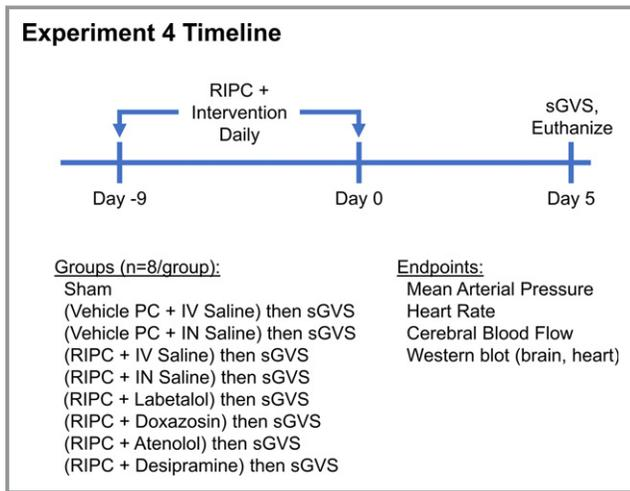 Experiment 4 Timeline
RIPC +
Intervention
Daily
sGVS,
Euthanize
Day -9
Day 0
Day 5
Groups (n=8/group):
Sham
(Vehicle PC + IV Saline) then sGVS
(Vehicle PC + IN Saline) then sGVS
(RIPC + IV Saline) then sGVS
(RIPC + IN Saline) then sGVS
(RIPC + Labetalol) then sGVS
(RIPC + Doxazosin) then sGVS
(RIPC + Atenolol) then sGVS
(RIPC + Desipramine) then sGVS
Endpoints:
Mean Arterial Pressure
Heart Rate
Cerebral Blood Flow
Western blot (brain, heart)